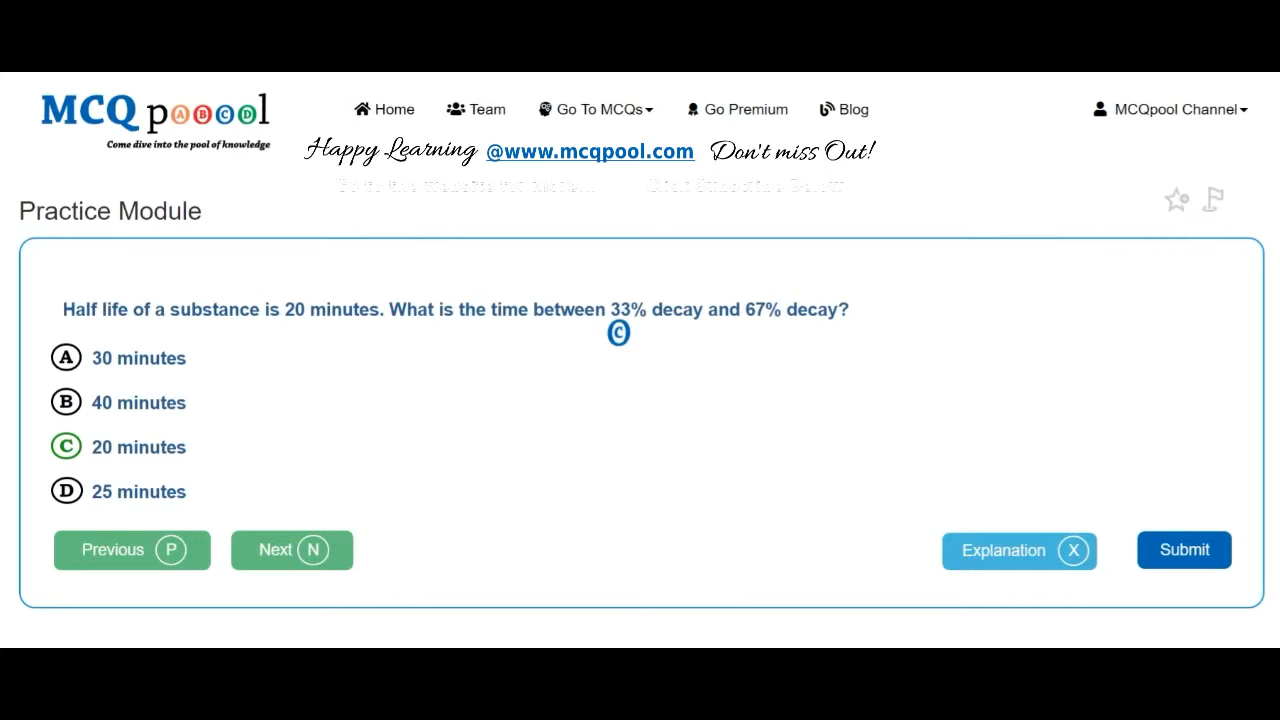 MCQ pABCDl
Come dive into the pool of knowledge
Home Team Go To MCQs Go Premium Blog MCQpool Channel
Happy Learning @www.mcqpool.com Don't miss Out!
Practice Module
Half life of a substance is 20 minutes. What is the time between 33% decay and 67% decay?
C
A 30 minutes
B 40 minutes
C 20 minutes
D 25 minutes
Previous P Next N Explanation X Submit